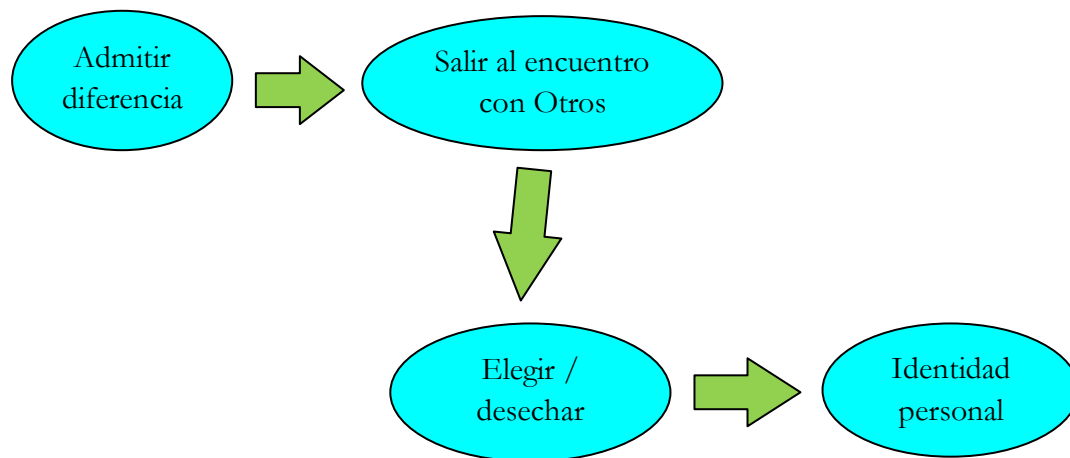 Admitir
diferencia
Salir al encuentro
con Otros
Elegir /
desechar
Identidad
personal